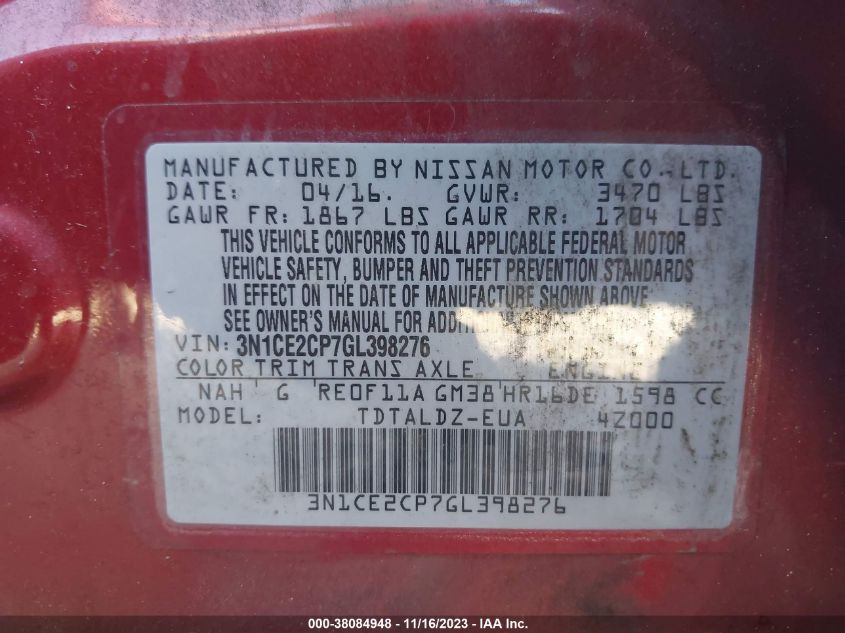 MANUFACTURED BY NISSAN MOTOR CO., LTD.
DATE: 04/16. GVWR: 3470 LBS
GAWR FR: 1867 LBS GAWR RR: 1704 LBS
THIS VEHICLE CONFORMS TO ALL APPLICABLE FEDERAL MOTOR
VEHICLE SAFETY, BUMPER AND THEFT PREVENTION STANDARDS
IN EFFECT ON THE DATE OF MANUFACTURE SHOWN ABOVE.
SEE OWNER'S MANUAL FOR
VIN: 3N1CE2CP7GL398276
COLOR TRIM TRANS AXLE ENGINE
NAH G RE0F11A GM38 HR16DE 1598 CC
MODEL: TDTALDZ-EUA 4Z000
3N1CE2CP7GL398276
000-38084948 - 11/16/2023 - IAA, Inc.